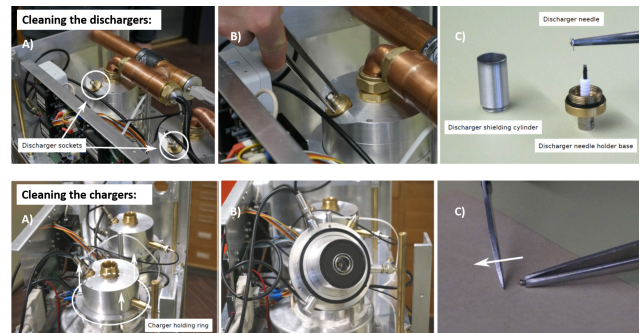 Cleaning the dischargers:
A)
B)
C)
Discharger needle
Discharger sockets
Discharger shielding cylinder
Discharger needle holder base
Cleaning the chargers:
A)
B)
C)
Charger holding ring